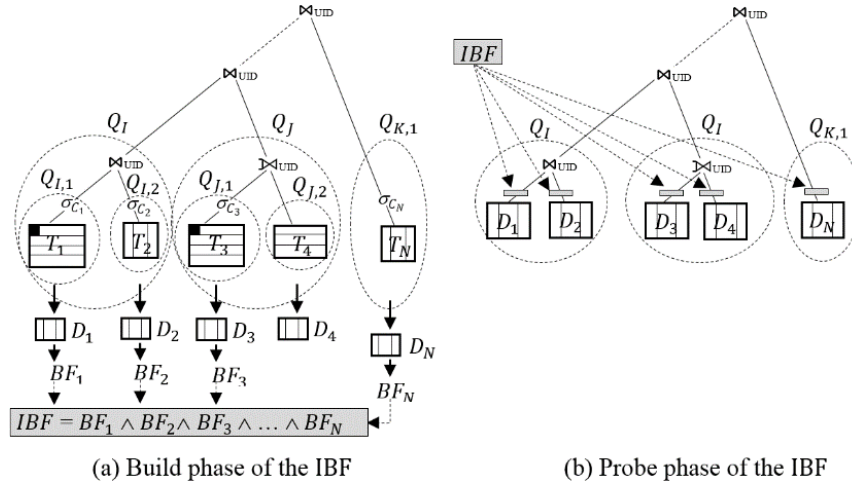 ⋈UID
⋈UID
Q_I
Q_J
Q_{K,1}
⋈UID
⋈UID
Q_{I,1}
Q_{I,2}
Q_{J,1}
Q_{J,2}
σ_{C_1}
σ_{C_2}
σ_{C_3}
σ_{C_N}
T_1
T_2
T_3
T_4
T_N
D_1
D_2
D_3
D_4
D_N
BF_1
BF_2
BF_3
BF_N
IBF = BF_1 ∧ BF_2 ∧ BF_3 ∧ … ∧ BF_N
(a) Build phase of the IBF
⋈UID
IBF
⋈UID
Q_I
Q_I
Q_{K,1}
⋈UID
⋈UID
D_1
D_2
D_3
D_4
D_N
(b) Probe phase of the IBF